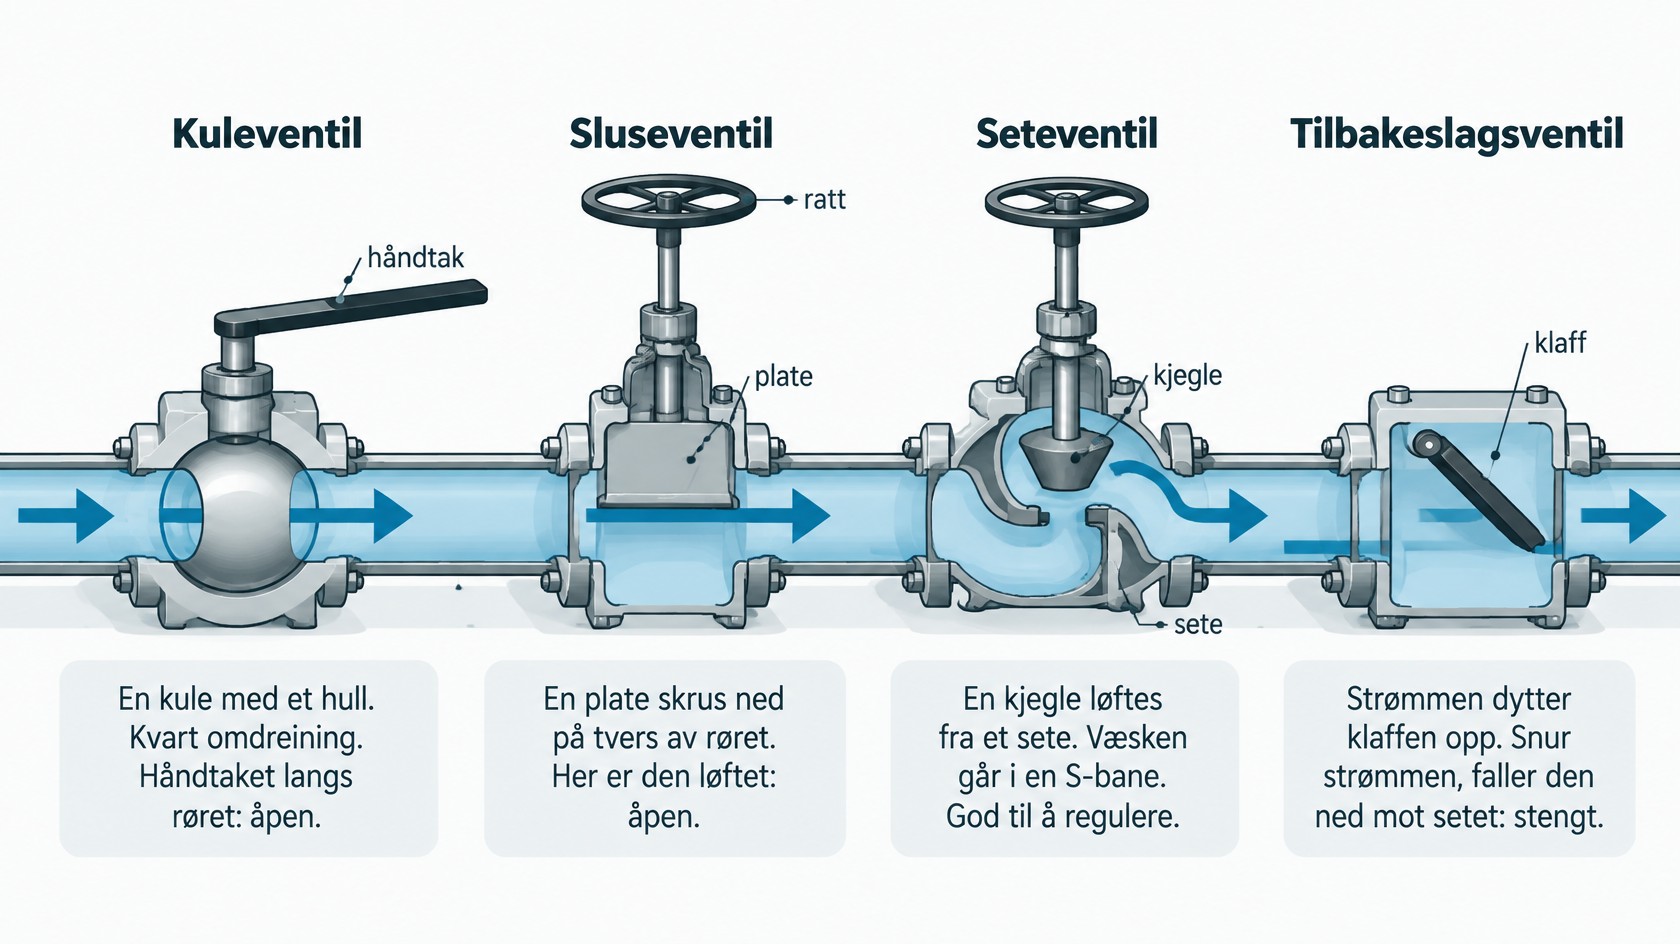 Kuleventil
Sluseventil
Seteventil
Tilbakeslagsventil
håndtak
ratt
plate
kjegle
sete
klaff
En kule med et hull.
Kvart omdreining.
Håndtaket langs
røret: åpen.
En plate skrus ned
på tvers av røret.
Her er den løftet:
åpen.
En kjegle løftes
fra et sete. Væsken
går i en S-bane.
God til å regulere.
Strømmen dytter
klaffen opp. Snur
strømmen, faller den
ned mot setet: stengt.